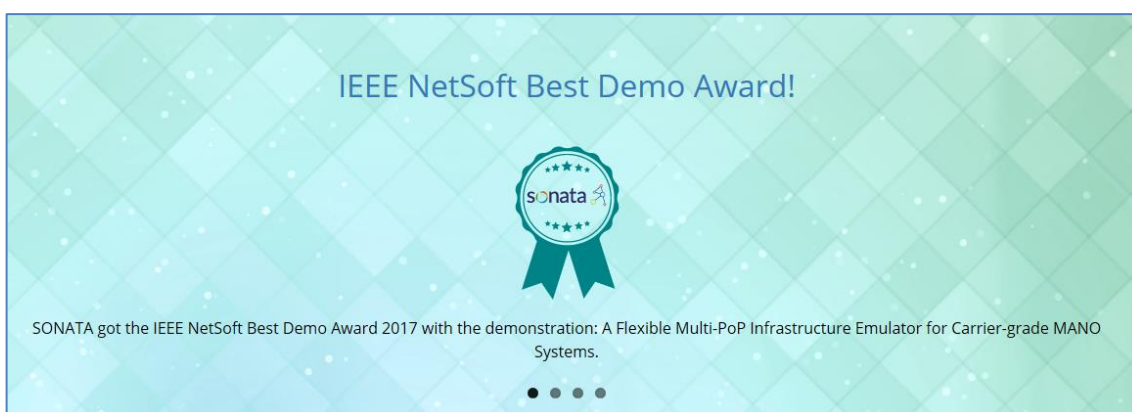 IEEE NetSoft Best Demo Award!
sonata
SONATA got the IEEE NetSoft Best Demo Award 2017 with the demonstration: A Flexible Multi-PoP Infrastructure Emulator for Carrier-grade MANO
Systems.